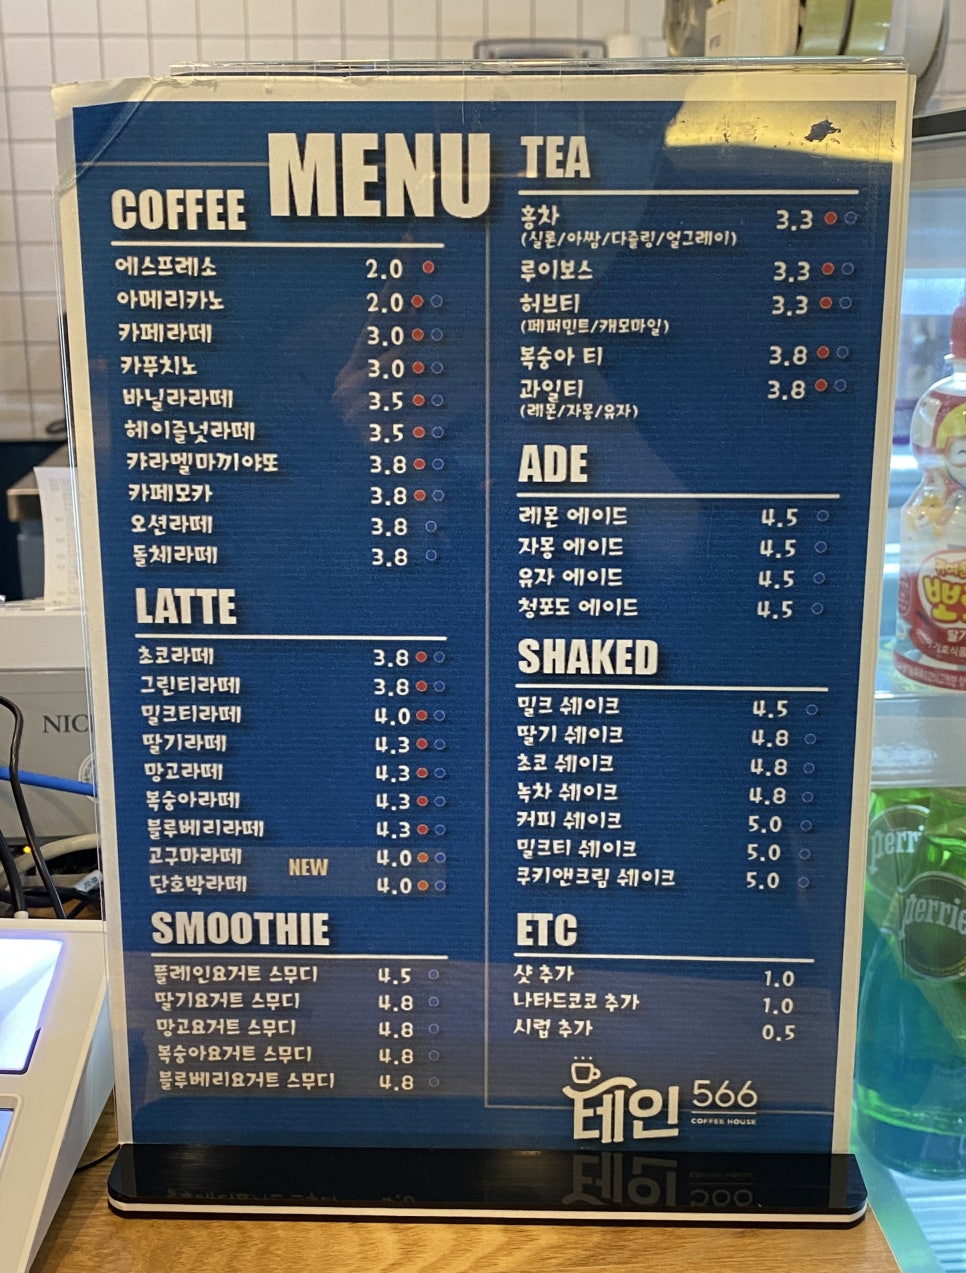 MENU
COFFEE
에스프레소 2.0
아메리카노 2.0
카페라떼 3.0
카푸치노 3.0
바닐라라떼 3.5
헤이즐넛라떼 3.5
캬라멜마끼야또 3.8
카페모카 3.8
오션라떼 3.8
돌체라떼 3.8
LATTE
초코라떼 3.8
그린티라떼 3.8
밀크티라떼 4.0
딸기라떼 4.3
망고라떼 4.3
복숭아라떼 4.3
블루베리라떼 4.3
고구마라떼 4.0
NEW
단호박라떼 4.0
SMOOTHIE
플레인요거트 스무디 4.5
딸기요거트 스무디 4.8
망고요거트 스무디 4.8
복숭아요거트 스무디 4.8
블루베리요거트 스무디 4.8
TEA
홍차 3.3
(실론/아쌈/다즐링/얼그레이)
루이보스 3.3
허브티 3.3
(페퍼민트/캐모마일)
복숭아 티 3.8
과일티 3.8
(레몬/자몽/유자)
ADE
레몬 에이드 4.5
자몽 에이드 4.5
유자 에이드 4.5
청포도 에이드 4.5
SHAKED
밀크 쉐이크 4.5
딸기 쉐이크 4.8
초코 쉐이크 4.8
녹차 쉐이크 4.8
커피 쉐이크 5.0
밀크티 쉐이크 5.0
쿠키앤크림 쉐이크 5.0
ETC
샷 추가 1.0
나타드코코 추가 1.0
시럽 추가 0.5
테인 566
COFFEE HOUSE
NIC
perri
perrie